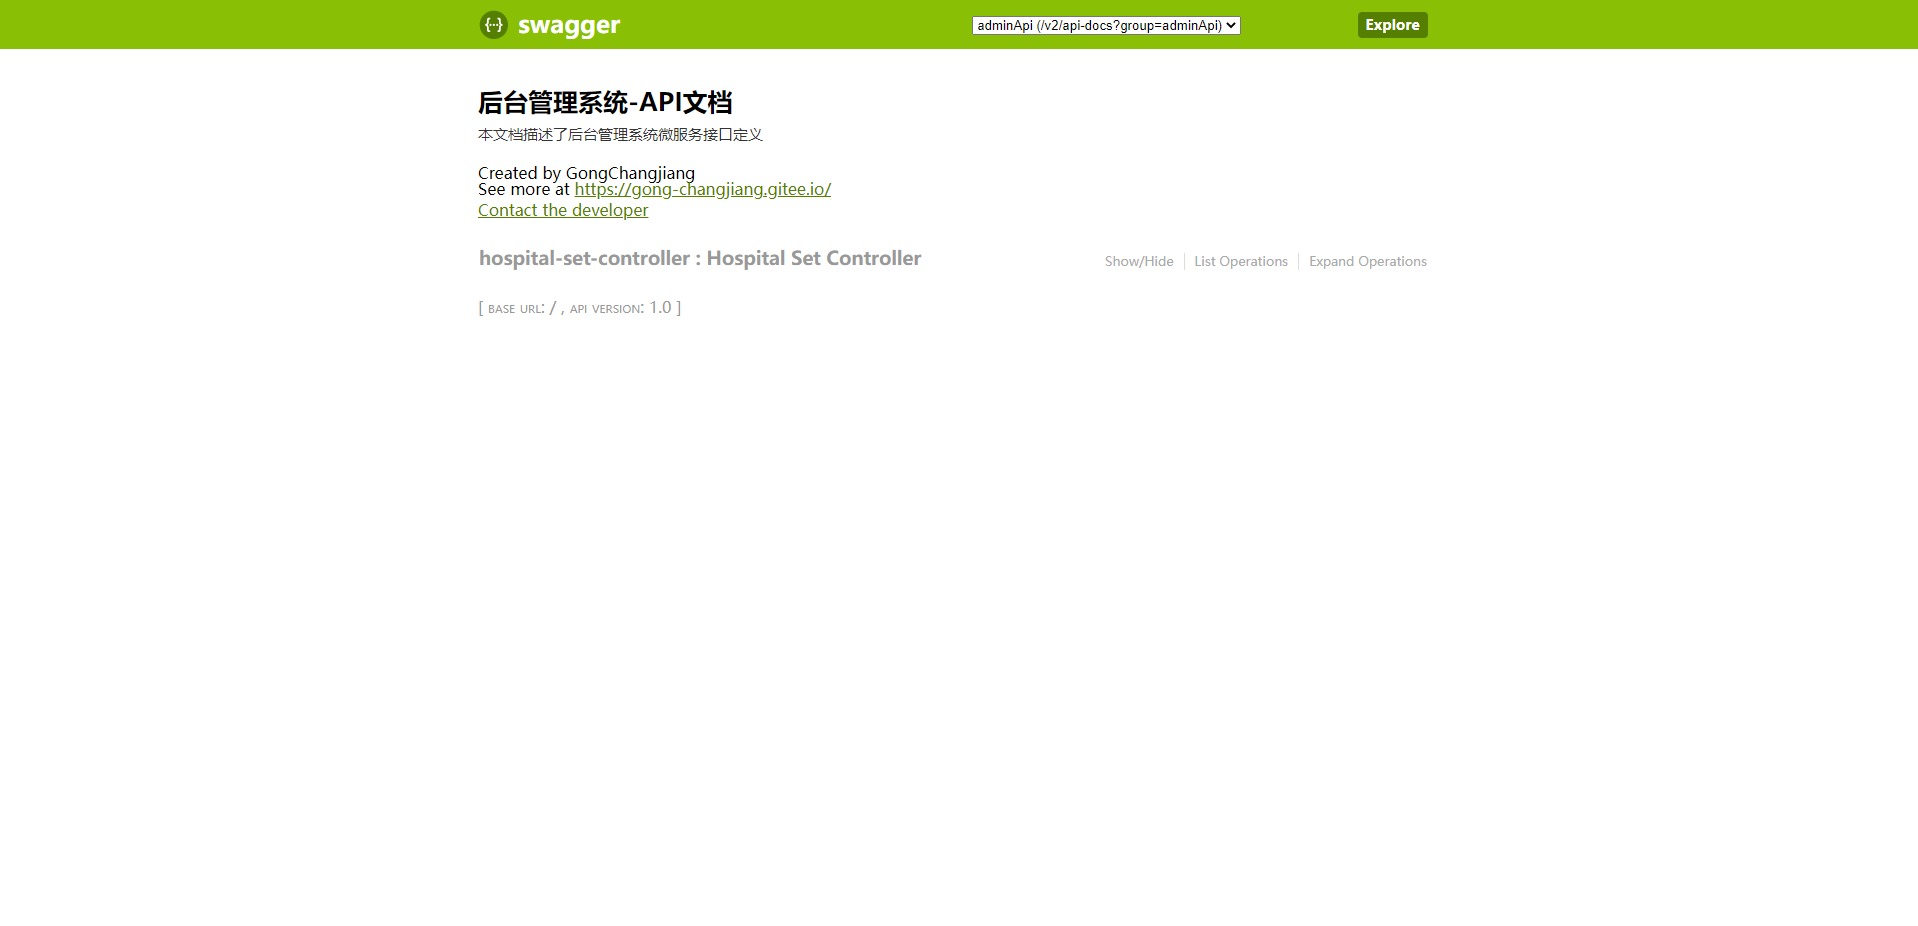 {···} swagger
adminApi (/v2/api-docs?group=adminApi)
Explore
后台管理系统-API文档
本文档描述了后台管理系统微服务接口定义
Created by GongChangjiang
See more at https://gong-changjiang.gitee.io/
Contact the developer
hospital-set-controller : Hospital Set Controller
Show/Hide
List Operations
Expand Operations
[ BASE URL: / , API VERSION: 1.0 ]